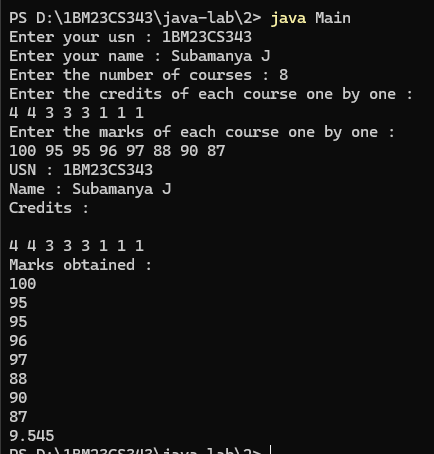 PS D:\1BM23CS343\java-lab\2> java Main
Enter your usn : 1BM23CS343
Enter your name : Subamanya J
Enter the number of courses : 8
Enter the credits of each course one by one :
4 4 3 3 3 1 1 1
Enter the marks of each course one by one :
100 95 95 96 97 88 90 87
USN : 1BM23CS343
Name : Subamanya J
Credits :
4 4 3 3 3 1 1 1
Marks obtained :
100
95
95
96
97
88
90
87
9.545
PS D:\1BM23CS343\java-lab\2>